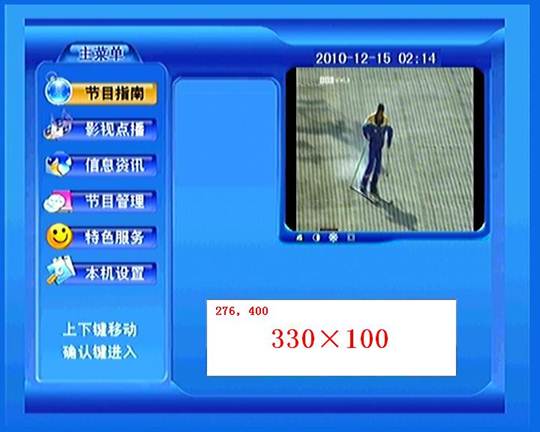 主菜单
2010-12-15 02:14
节目指南
影视点播
信息资讯
节目管理
特色服务
本机设置
上下键移动
确认键进入
276, 400
330×100